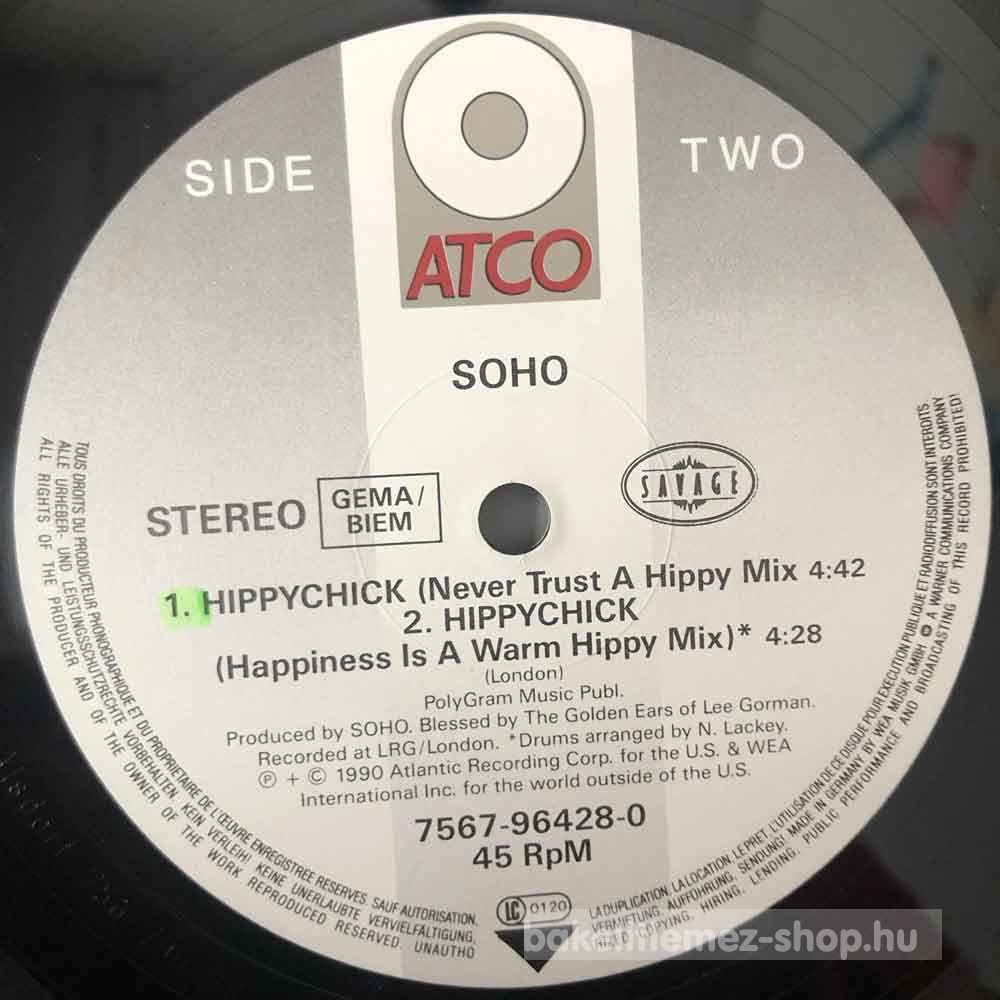 SIDE TWO
ATCO
SOHO
STEREO
GEMA/
BIEM
SAVAGE
1. HIPPYCHICK (Never Trust A Hippy Mix 4:42
2. HIPPYCHICK
(Happiness Is A Warm Hippy Mix)* 4:28
(London)
PolyGram Music Publ.
Produced by SOHO. Blessed by The Golden Ears of Lee Gorman.
Recorded at LRG/London. *Drums arranged by N. Lackey.
℗ + © 1990 Atlantic Recording Corp. for the U.S. & WEA
International Inc. for the world outside of the U.S.
7567-96428-0
45 RpM
LC 0120
TOUS DROITS DU PRODUCTEUR PHONOGRAPHIQUE ET DU PROPRIETAIRE DE L'ŒUVRE ENREGISTREE RESERVES. SAUF AUTORISATION, LA DUPLICATION, LA LOCATION, LE PRET, L'UTILISATION DE CE DISQUE POUR EXECUTION PUBLIQUE ET RADIODIFFUSION SONT INTERDITS.
ALLE URHEBER- UND LEISTUNGSSCHUTZRECHTE VORBEHALTEN. KEIN VERLEIH! KEINE UNERLAUBTE VERVIELFÄLTIGUNG, VERMIETUNG, AUFFÜHRUNG, SENDUNG! MADE IN GERMANY BY WEA MUSIK GMBH A WARNER COMMUNICATIONS COMPANY
ALL RIGHTS OF THE PRODUCER AND OF THE OWNER OF THE WORK REPRODUCED RESERVED. UNAUTHORIZED COPYING, HIRING, LENDING, PUBLIC PERFORMANCE AND BROADCASTING OF THIS RECORD PROHIBITED!
bakelitlemez-shop.hu